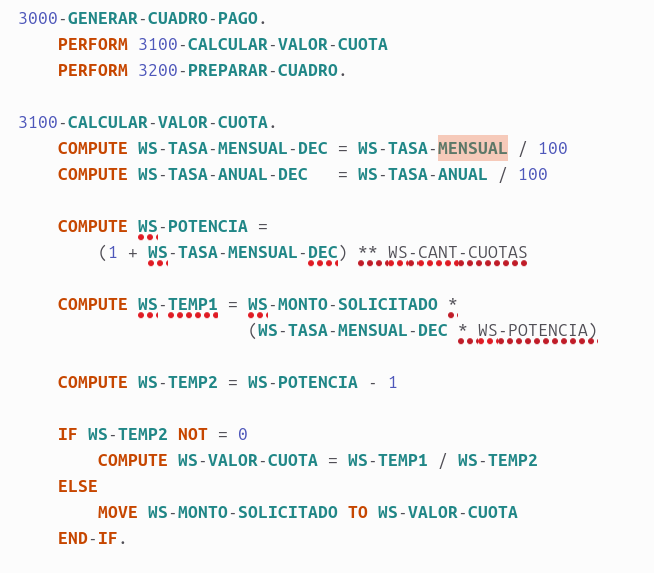 3000-GENERAR-CUADRO-PAGO.
    PERFORM 3100-CALCULAR-VALOR-CUOTA
    PERFORM 3200-PREPARAR-CUADRO.

3100-CALCULAR-VALOR-CUOTA.
    COMPUTE WS-TASA-MENSUAL-DEC = WS-TASA-MENSUAL / 100
    COMPUTE WS-TASA-ANUAL-DEC   = WS-TASA-ANUAL / 100

    COMPUTE WS-POTENCIA =
        (1 + WS-TASA-MENSUAL-DEC) ** WS-CANT-CUOTAS

    COMPUTE WS-TEMP1 = WS-MONTO-SOLICITADO *
                       (WS-TASA-MENSUAL-DEC * WS-POTENCIA)

    COMPUTE WS-TEMP2 = WS-POTENCIA - 1

    IF WS-TEMP2 NOT = 0
        COMPUTE WS-VALOR-CUOTA = WS-TEMP1 / WS-TEMP2
    ELSE
        MOVE WS-MONTO-SOLICITADO TO WS-VALOR-CUOTA
    END-IF.